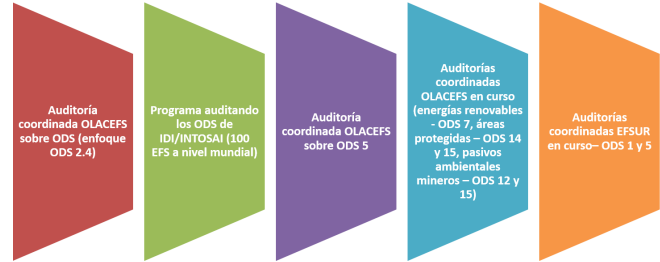 Auditoría
coordinada OLACEFS
sobre ODS (enfoque
ODS 2.4)
Programa auditando
los ODS de
IDI/INTOSAI (100
EFS a nivel mundial)
Auditoría
coordinada OLACEFS
sobre ODS 5
Auditorías
coordinadas
OLACEFS en curso
(energías renovables
- ODS 7, áreas
protegidas – ODS 14
y 15, pasivos
ambientales
mineros – ODS 12 y
15)
Auditorías
coordinadas EFSUR
en curso– ODS 1 y 5